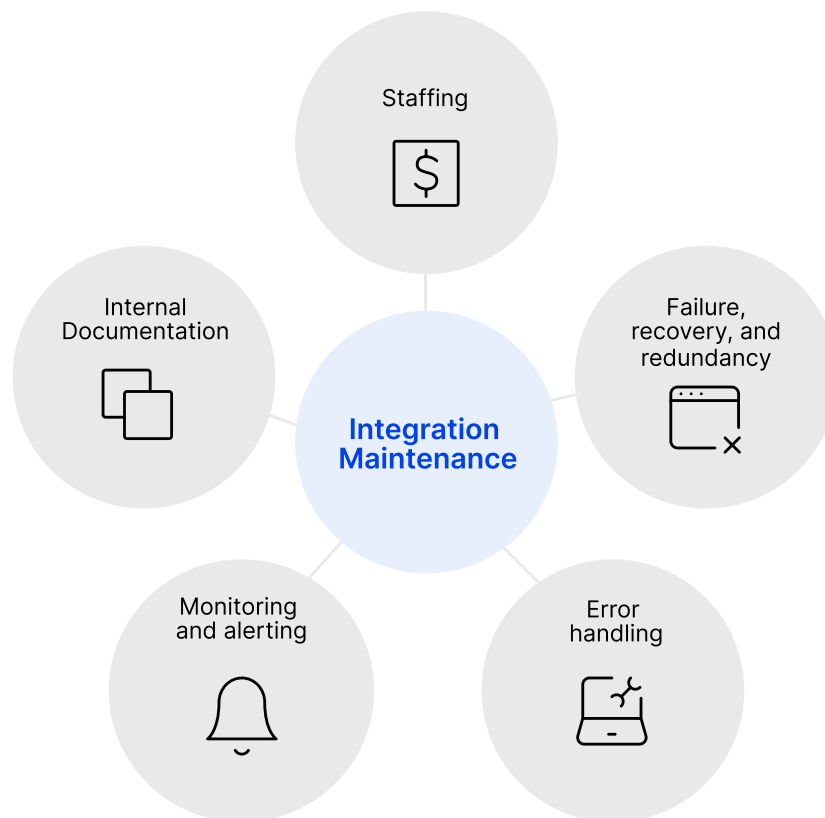 Staffing
$
Internal
Documentation
Failure,
recovery, and
redundancy
Integration
Maintenance
Monitoring
and alerting
Error
handling